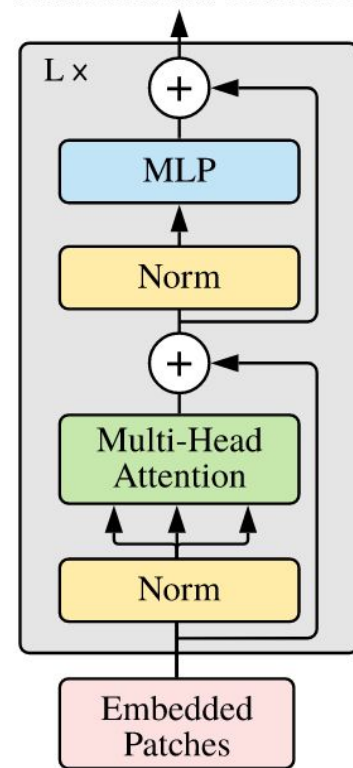 L ×
+
MLP
Norm
+
Multi-Head
Attention
Norm
Embedded
Patches